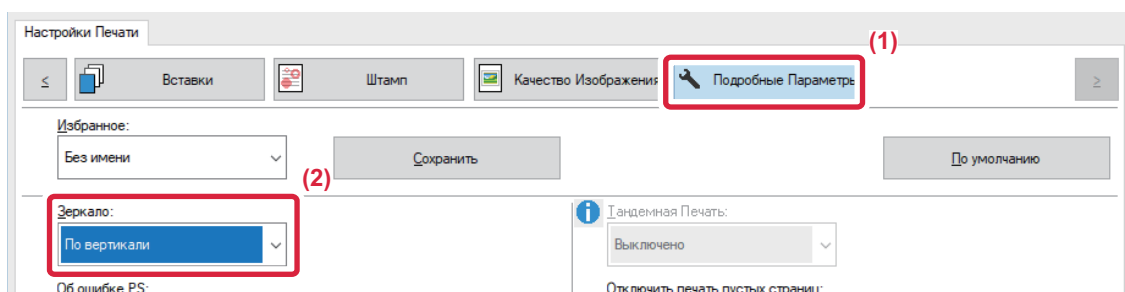 Настройки Печати
(1)
≤ Вставки Штамп Качество Изображения Подробные Параметры ≥
Избранное:
Без имени Сохранить По умолчанию
(2)
Зеркало: Тандемная Печать:
По вертикали Выключено
Об ошибке PS: Отключить печать пустых страниц: